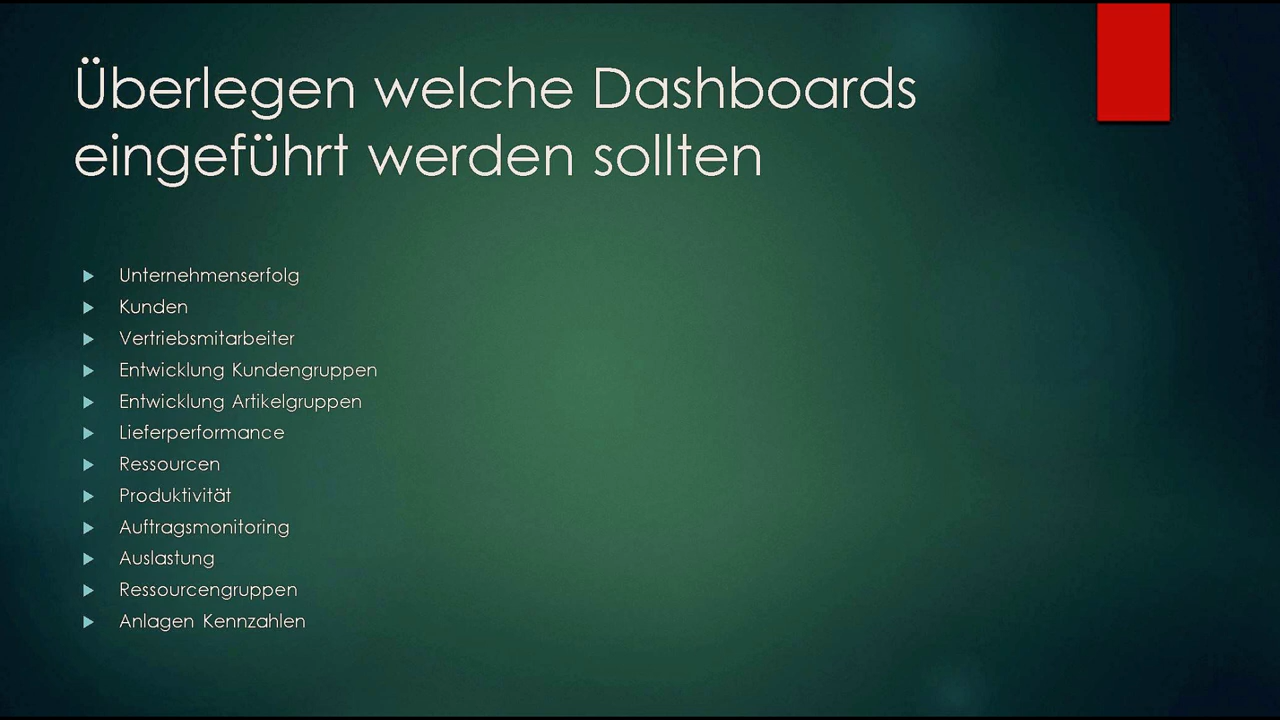 Überlegen welche Dashboards
eingeführt werden sollten
Unternehmenserfolg
Kunden
Vertriebsmitarbeiter
Entwicklung Kundengruppen
Entwicklung Artikelgruppen
Lieferperformance
Ressourcen
Produktivität
Auftragsmonitoring
Auslastung
Ressourcengruppen
Anlagen Kennzahlen